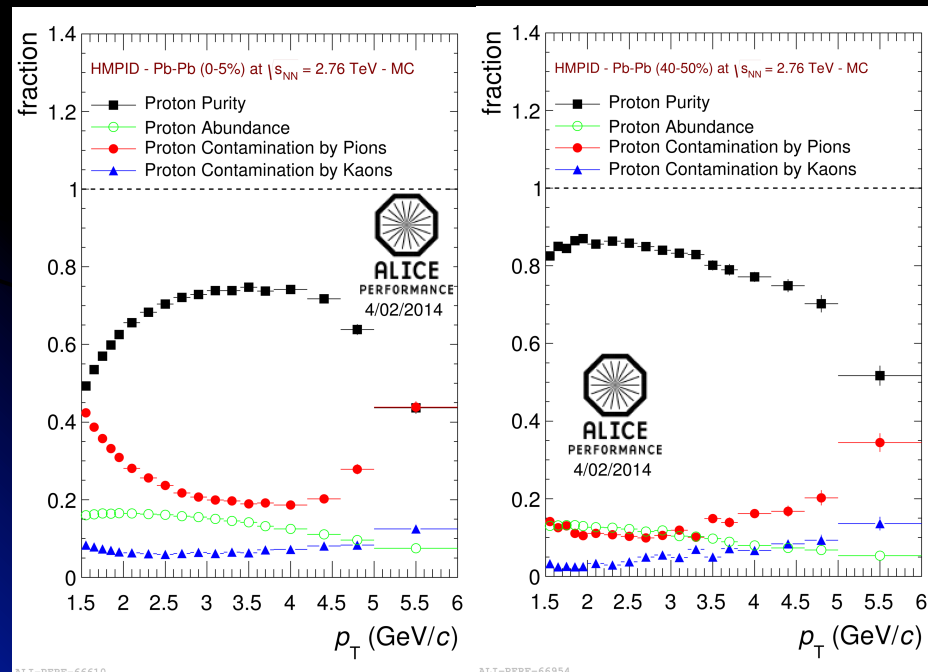 fraction
1.4
1.2
1
0.8
0.6
0.4
0.2
0
HMPID - Pb-Pb (0-5%) at √s_NN = 2.76 TeV - MC
Proton Purity
Proton Abundance
Proton Contamination by Pions
Proton Contamination by Kaons
ALICE
PERFORMANCE
4/02/2014
1.5 2 2.5 3 3.5 4 4.5 5 5.5 6
p_T (GeV/c)
fraction
1.4
1.2
1
0.8
0.6
0.4
0.2
0
HMPID - Pb-Pb (40-50%) at √s_NN = 2.76 TeV - MC
Proton Purity
Proton Abundance
Proton Contamination by Pions
Proton Contamination by Kaons
ALICE
PERFORMANCE
4/02/2014
1.5 2 2.5 3 3.5 4 4.5 5 5.5 6
p_T (GeV/c)